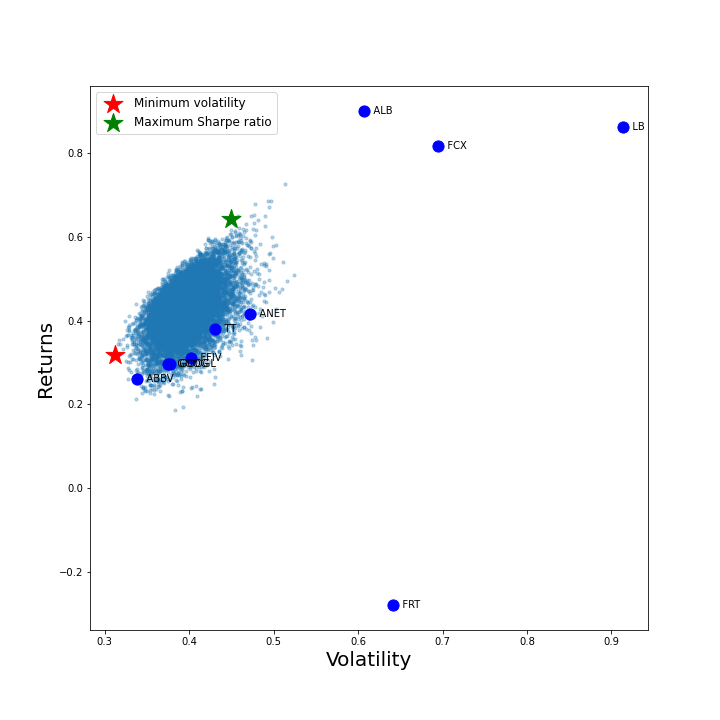 Minimum volatility
Maximum Sharpe ratio
ALB
LB
FCX
ANET
TT
FFIV
ABBV
FRT
0.8
0.6
0.4
0.2
0.0
−0.2
Returns
0.3
0.4
0.5
0.6
0.7
0.8
0.9
Volatility